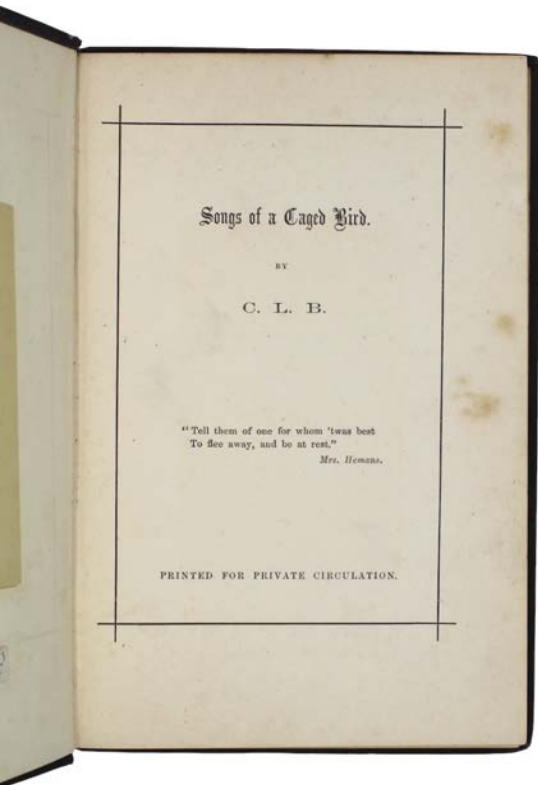 Songs of a Caged Bird.
BY
C. L. B.
"Tell them of one for whom 'twas best
To flee away, and be at rest."
Mrs. Hemans.
PRINTED FOR PRIVATE CIRCULATION.